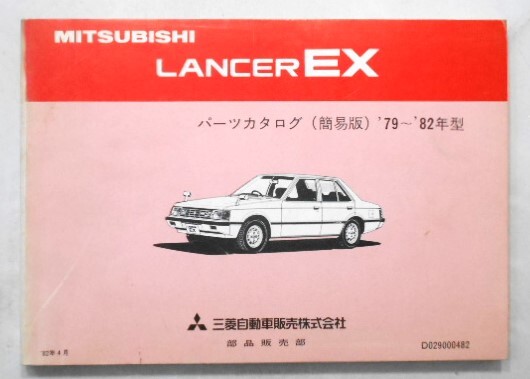 MITSUBISHI
LANCER EX
パーツカタログ（簡易版）'79〜'82年型
三菱自動車販売株式会社
部品販売部
'82年4月
D029000482